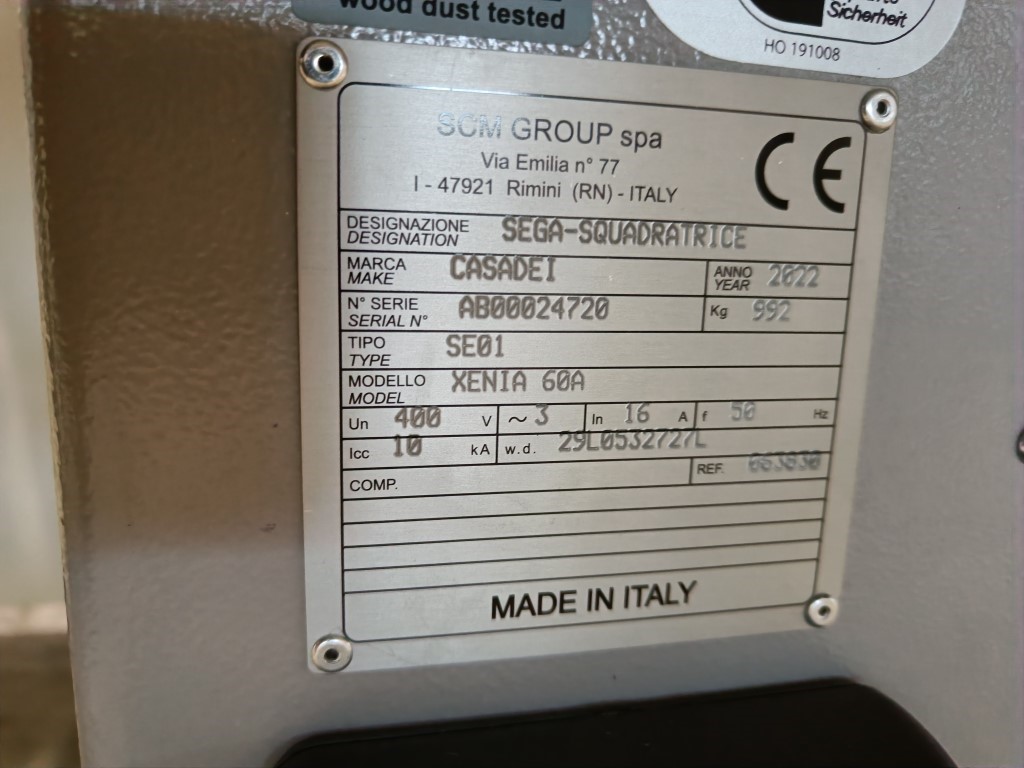 wood dust tested
Sicherheit
HO 191008
SCM GROUP spa
Via Emilia n° 77
I - 47921 Rimini (RN) - ITALY
CE
DESIGNAZIONE
DESIGNATION SEGA-SQUADRATRICE
MARCA
MAKE CASADEI ANNO
YEAR 2022
N° SERIE
SERIAL N° AB00024720 Kg 992
TIPO
TYPE SE01
MODELLO
MODEL XENIA 60A
Un 400 V ~ 3 In 16 A f 50 Hz
Icc 10 kA w.d. 29L0532727L
COMP. REF. 063830
MADE IN ITALY